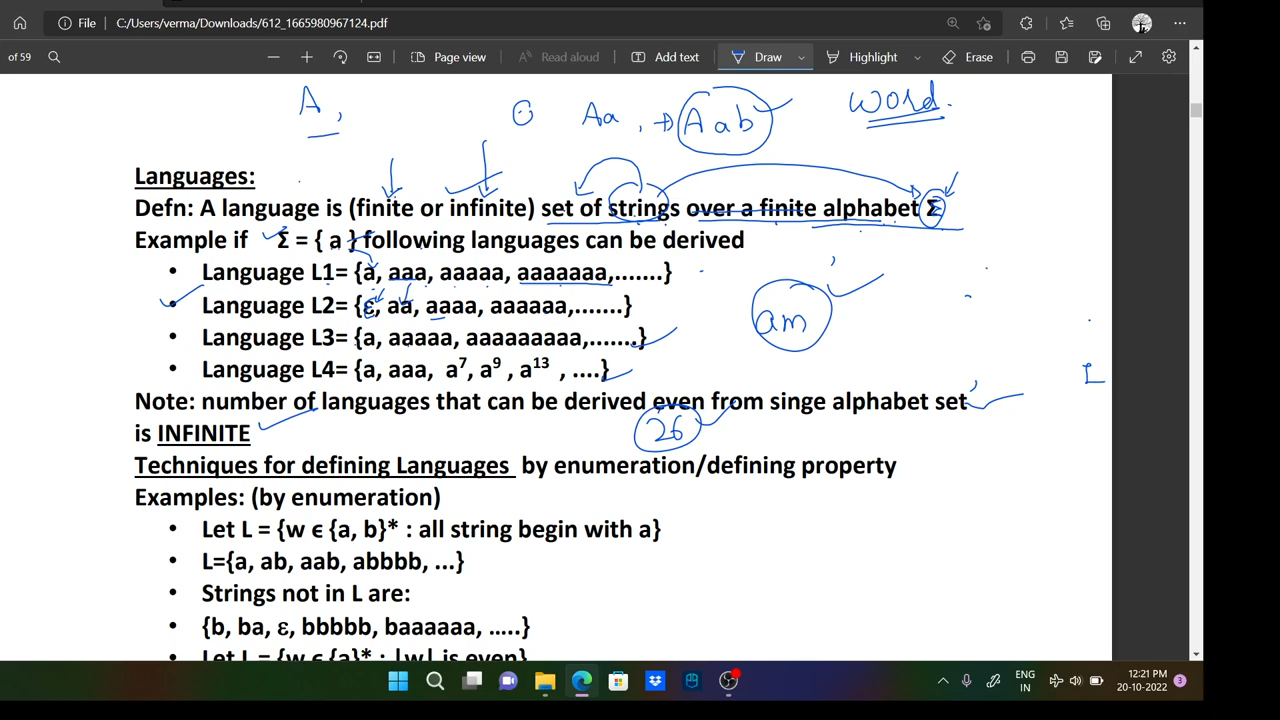 File C:/Users/verma/Downloads/612_1665980967124.pdf
of 59 Page view Read aloud Add text Draw Highlight Erase
A, Aa, Aab word.
Languages:
Defn: A language is (finite or infinite) set of strings over a finite alphabet Σ
Example if Σ = { a } following languages can be derived
• Language L1= {a, aaa, aaaaa, aaaaaaa,.......}
• Language L2= {ε, aa, aaaa, aaaaaa,.......}
• Language L3= {a, aaaaa, aaaaaaaaa,.......}
• Language L4= {a, aaa, a⁷, a⁹ , a¹³ , ....}
am
L
Note: number of languages that can be derived even from singe alphabet set
is INFINITE
26
Techniques for defining Languages by enumeration/defining property
Examples: (by enumeration)
• Let L = {w ϵ {a, b}* : all string begin with a}
• L={a, ab, aab, abbbb, ...}
• Strings not in L are:
• {b, ba, ε, bbbbb, baaaaaa, .....}
• Let L = {w ϵ {a}* : |w| is even}
ENG
IN
12:21 PM
20-10-2022
3